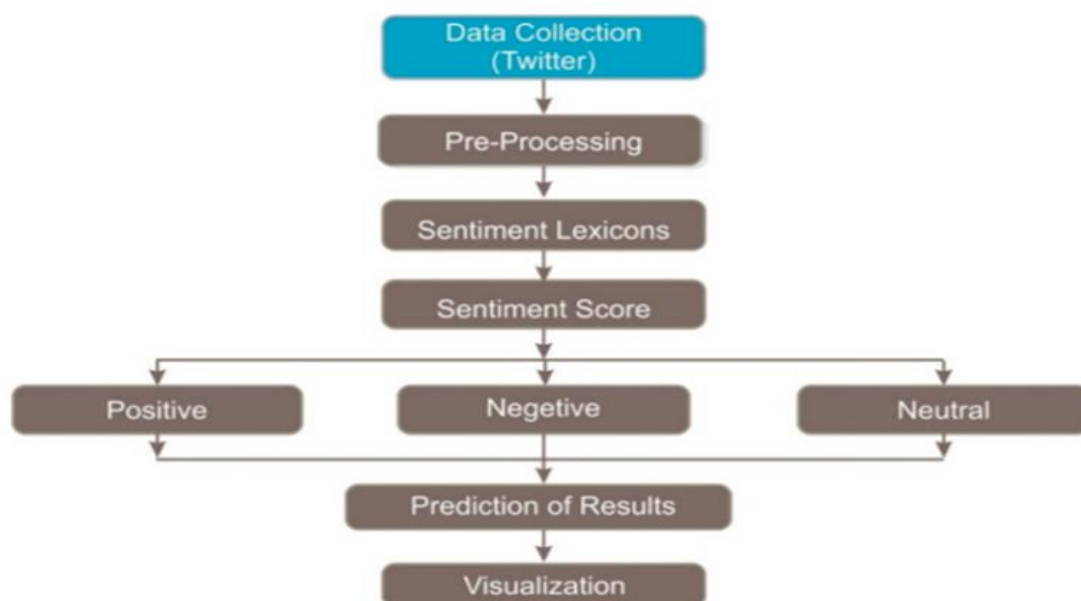 Data Collection
(Twitter)
Pre-Processing
Sentiment Lexicons
Sentiment Score
Positive
Negetive
Neutral
Prediction of Results
Visualization